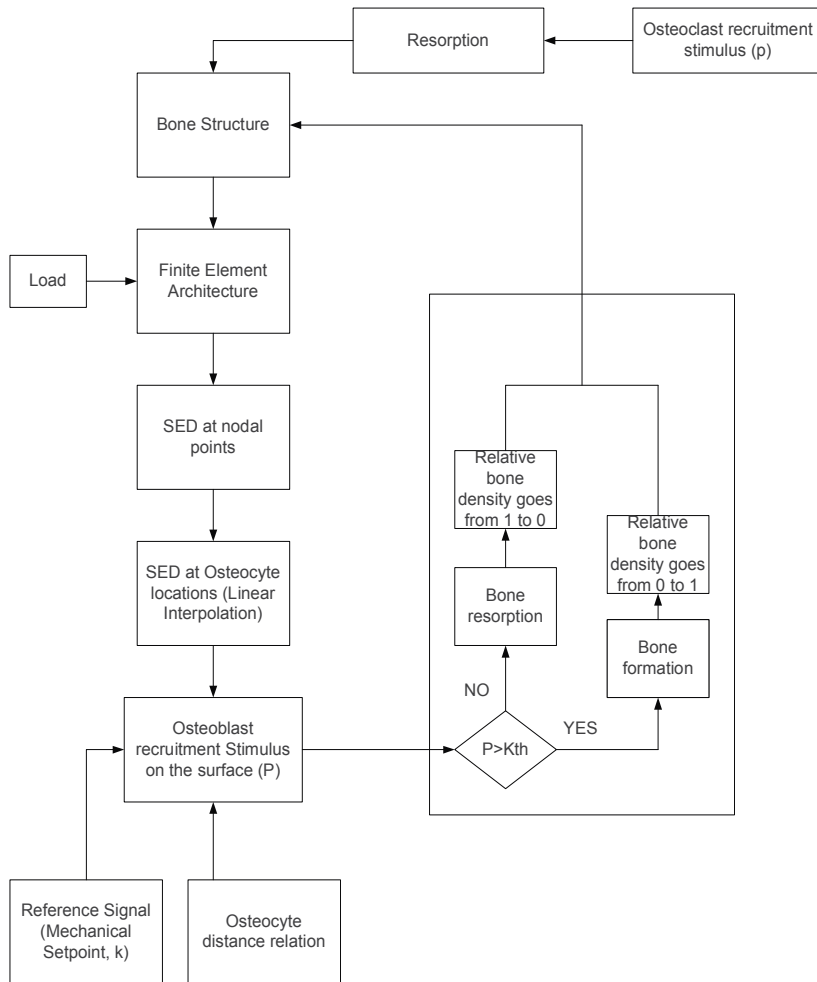 Resorption
Osteoclast recruitment
stimulus (p)
Bone Structure
Load
Finite Element
Architecture
SED at nodal
points
SED at Osteocyte
locations (Linear
Interpolation)
Osteoblast
recruitment Stimulus
on the surface (P)
Reference Signal
(Mechanical
Setpoint, k)
Osteocyte
distance relation
P>Kth
NO
YES
Bone
resorption
Relative
bone
density goes
from 1 to 0
Bone
formation
Relative
bone
density goes
from 0 to 1